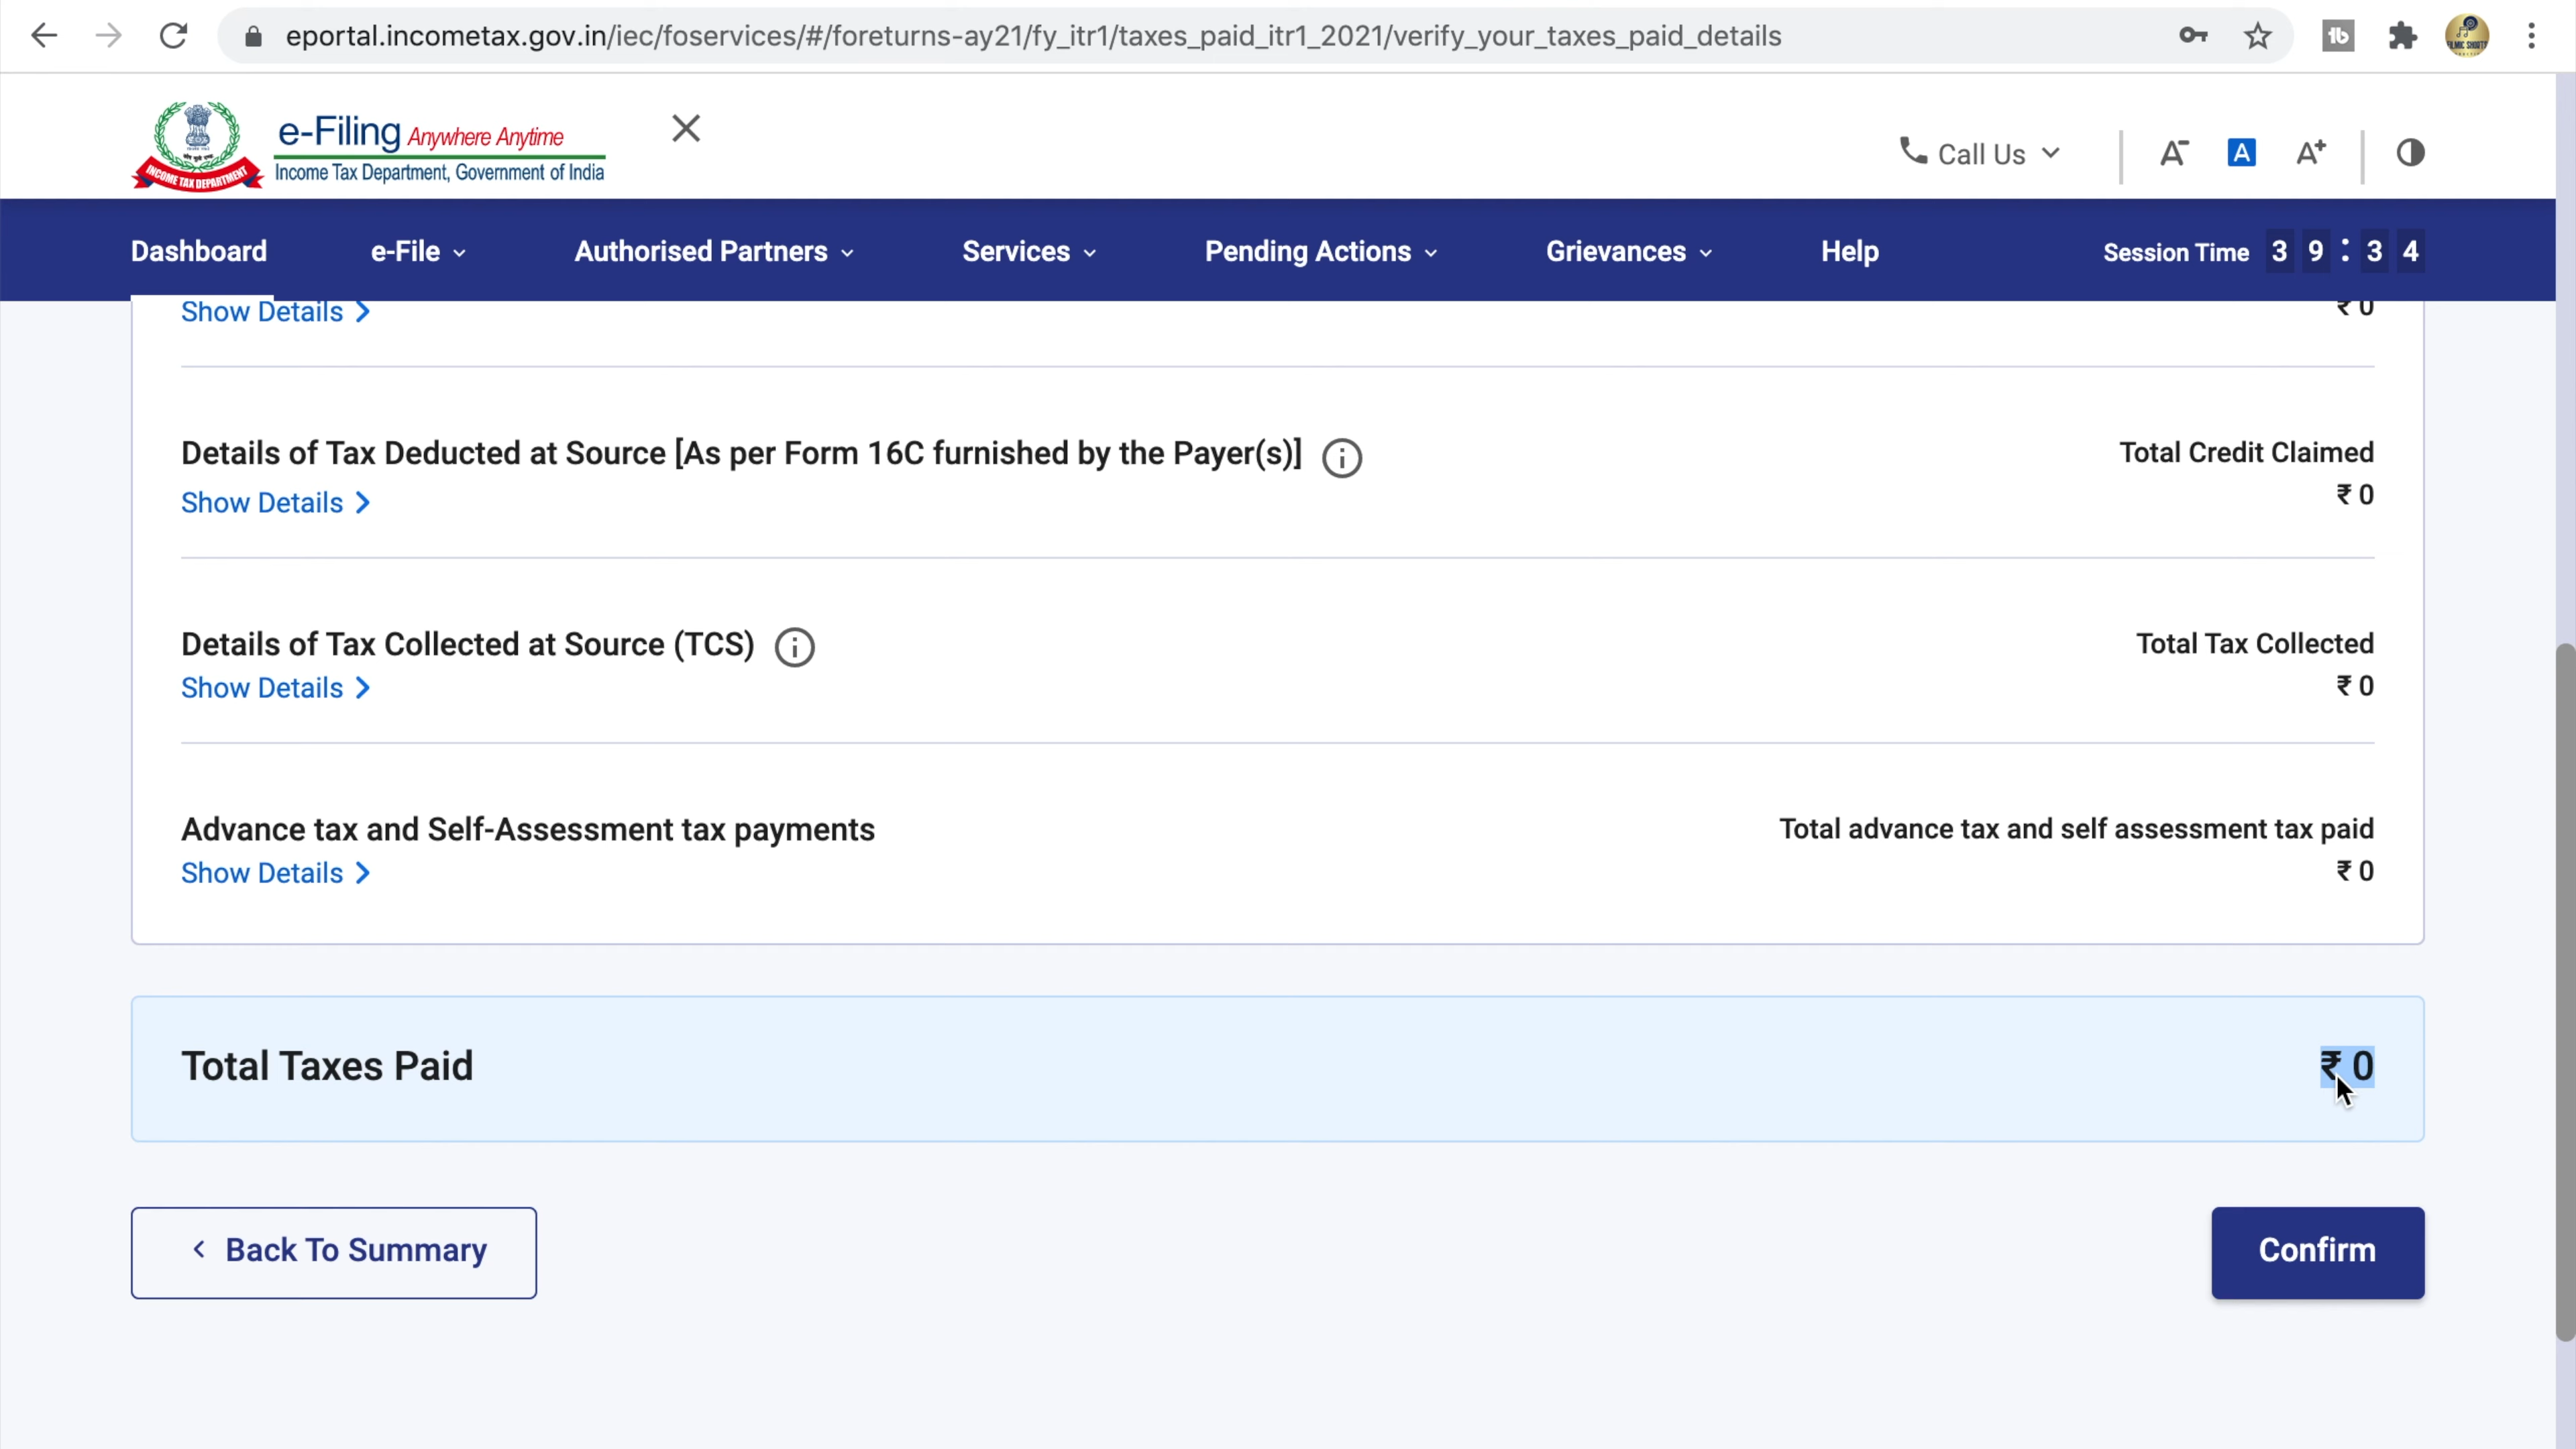 eportal.incometax.gov.in/iec/foservices/#/foreturns-ay21/fy_itr1/taxes_paid_itr1_2021/verify_your_taxes_paid_details
e-Filing Anywhere Anytime
Income Tax Department, Government of India
INCOME TAX DEPARTMENT
Call Us
A- A A+
Dashboard e-File Authorised Partners Services Pending Actions Grievances Help Session Time 3 9 : 3 4
Show Details ₹ 0
Details of Tax Deducted at Source [As per Form 16C furnished by the Payer(s)] Total Credit Claimed
Show Details ₹ 0
Details of Tax Collected at Source (TCS) Total Tax Collected
Show Details ₹ 0
Advance tax and Self-Assessment tax payments Total advance tax and self assessment tax paid
Show Details ₹ 0
Total Taxes Paid ₹ 0
Back To Summary Confirm